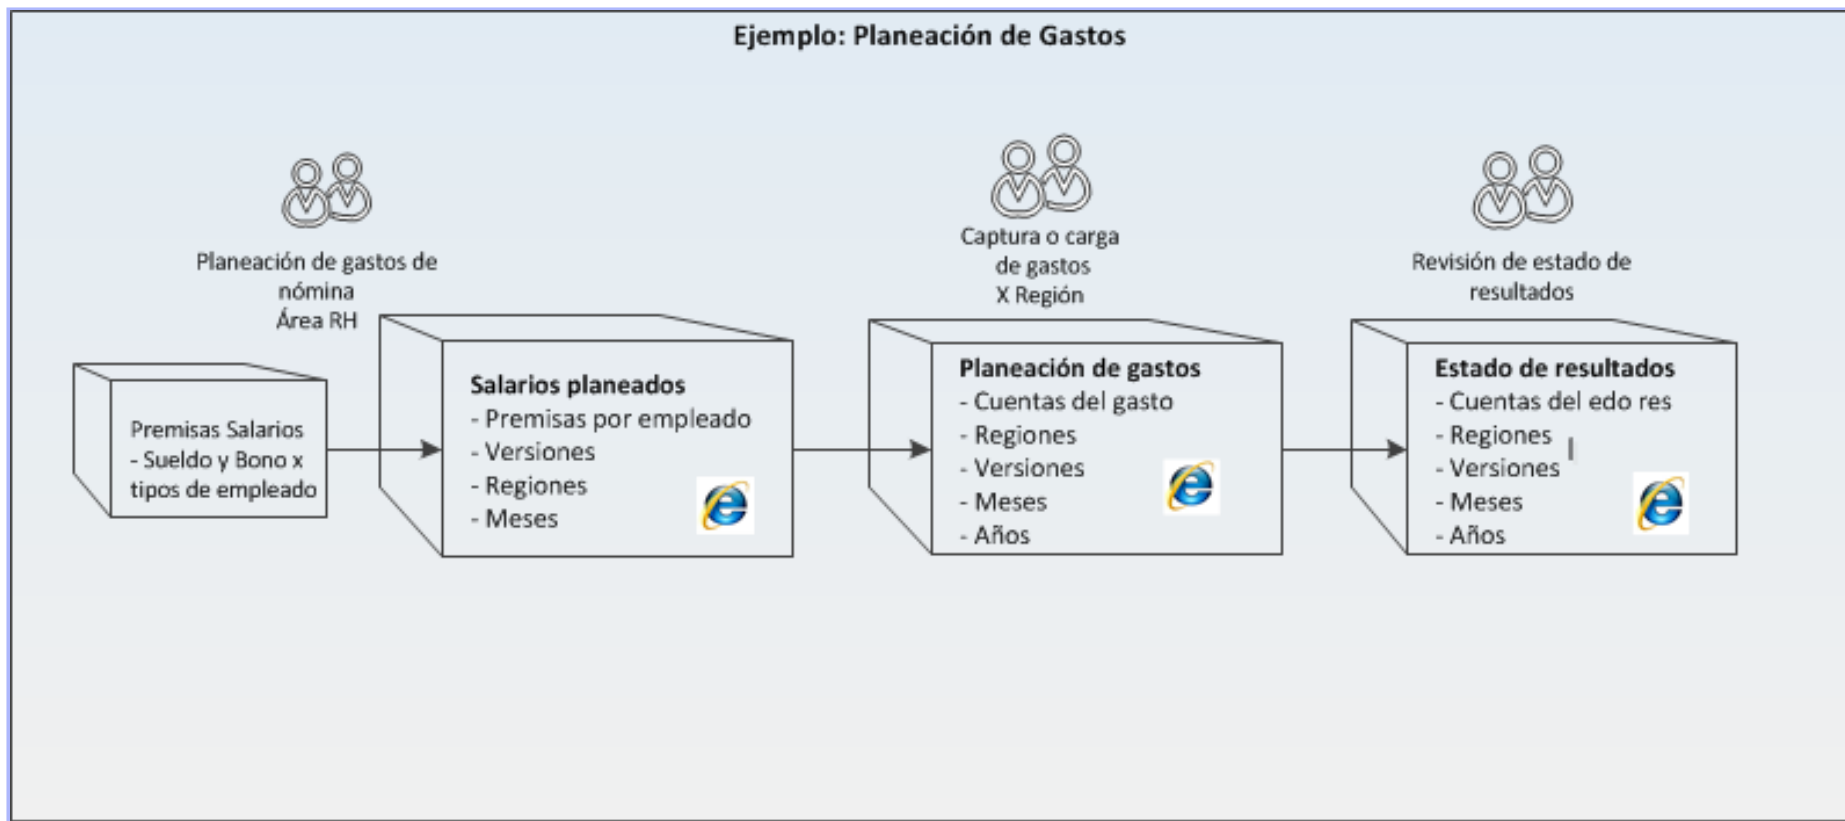 Ejemplo: Planeación de Gastos
Planeación de gastos de
nómina
Área RH
Captura o carga
de gastos
X Región
Revisión de estado de
resultados
Premisas Salarios
- Sueldo y Bono x
tipos de empleado
Salarios planeados
- Premisas por empleado
- Versiones
- Regiones
- Meses
Planeación de gastos
- Cuentas del gasto
- Regiones
- Versiones
- Meses
- Años
Estado de resultados
- Cuentas del edo res
- Regiones
- Versiones
- Meses
- Años